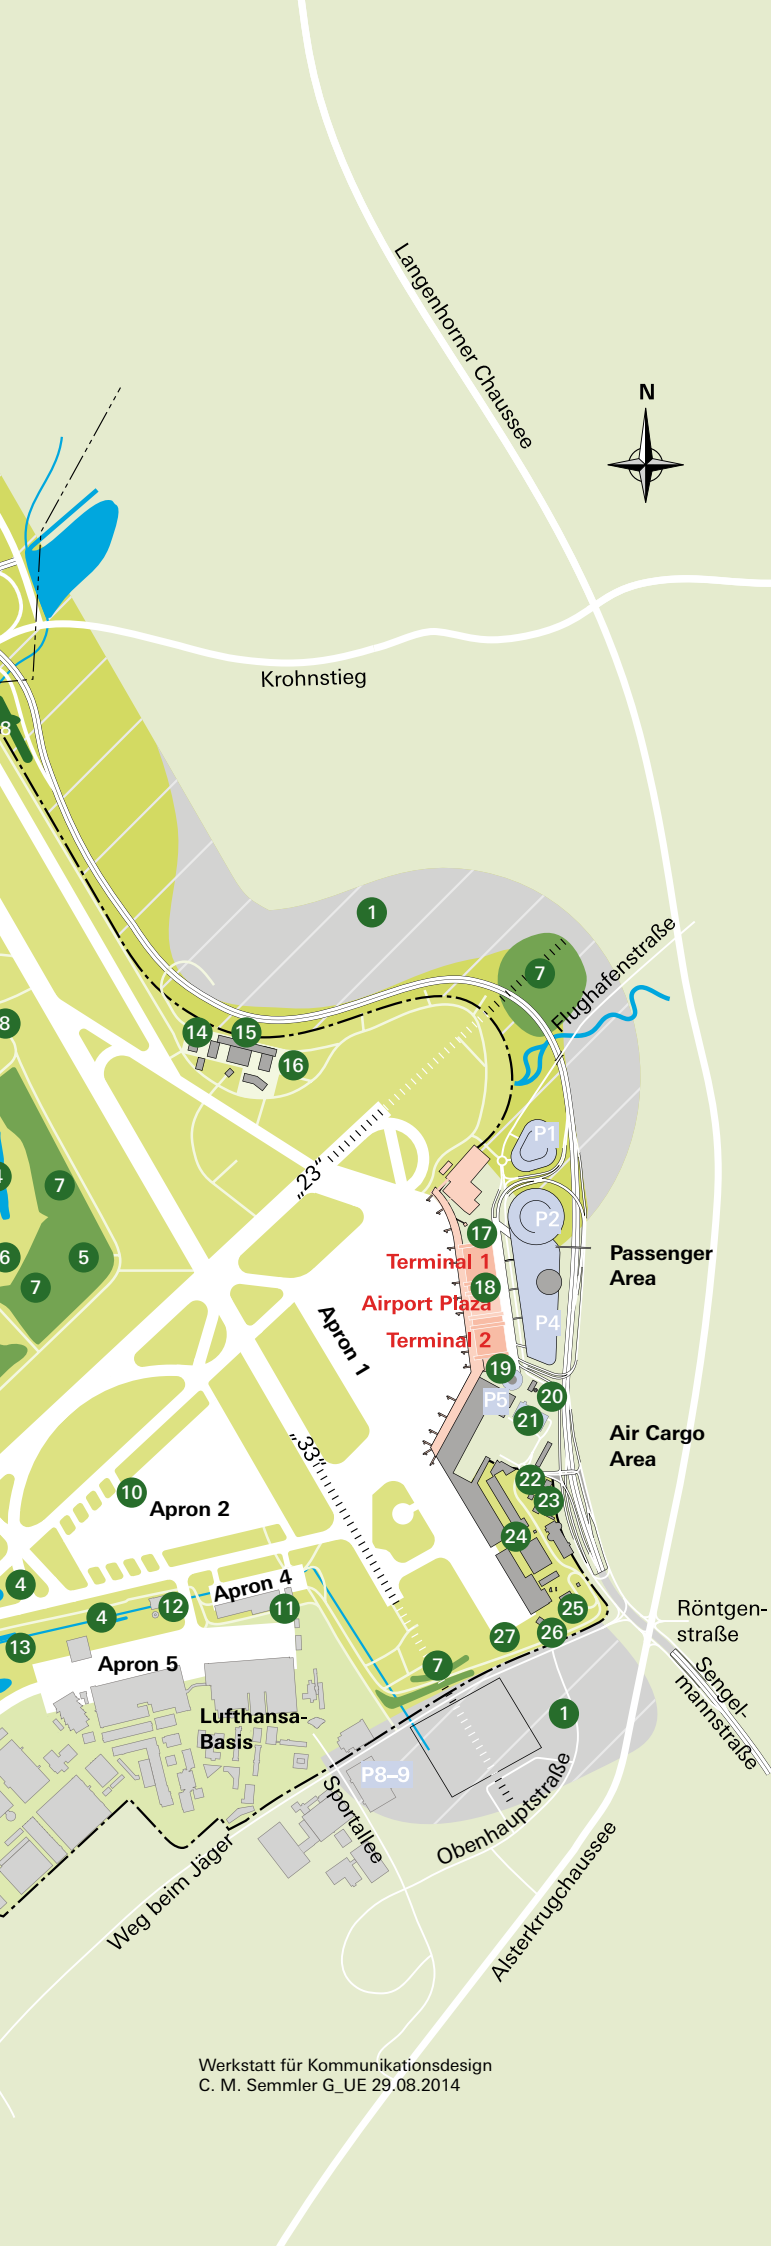 Langenhorner Chaussee
N
Krohnstieg
8
1
7
Flughafenstraße
8
14
15
16
P1
„23“
7
5
6
7
17
P2
Terminal 1
Passenger
Area
18
Airport Plaza
Apron 1
P4
Terminal 2
19
20
P5
21
Air Cargo
Area
„33“
22
23
10
Apron 2
24
4
Apron 4
12
11
4
25
Röntgen-
straße
13
27
26
Apron 5
7
Sengel-
mannstraße
Lufthansa-
Basis
1
P8–9
Sportallee
Obenhauptstraße
Weg beim Jäger
Alsterkrugchaussee
Werkstatt für Kommunikationsdesign
C. M. Semmler G_UE 29.08.2014